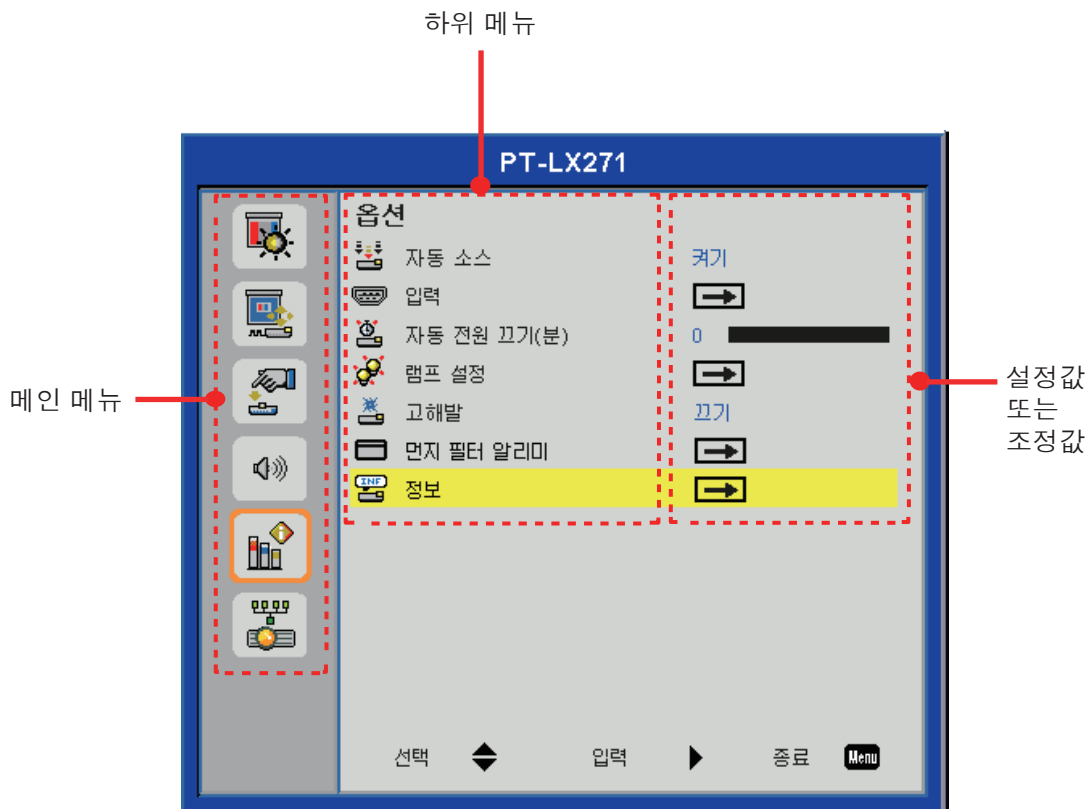 하위 메뉴
PT-LX271
옵션
자동 소스 켜기
입력
자동 전원 끄기(분) 0
램프 설정
고해발 끄기
먼지 필터 알리미
INF 정보
메인 메뉴
설정값
또는
조정값
선택 입력 종료 Menu